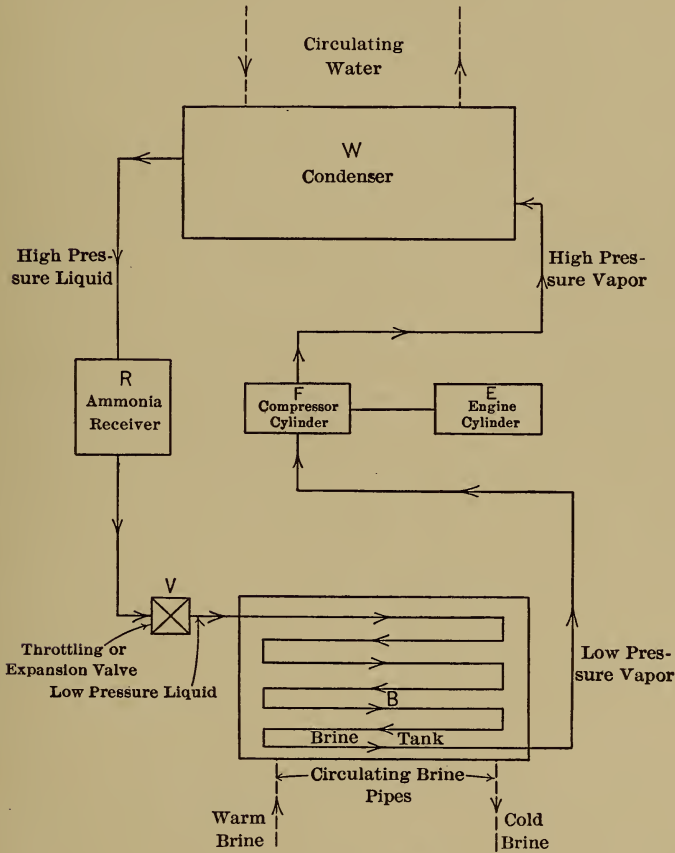 Circulating
Water
W
Condenser
High Pres-
sure Liquid
High Pres-
sure Vapor
R
Ammonia
Receiver
F
Compressor
Cylinder
E
Engine
Cylinder
V
Throttling or
Expansion Valve
Low Pressure Liquid
Low Pres-
sure Vapor
B
Brine Tank
Circulating Brine
Pipes
Warm
Brine
Cold
Brine